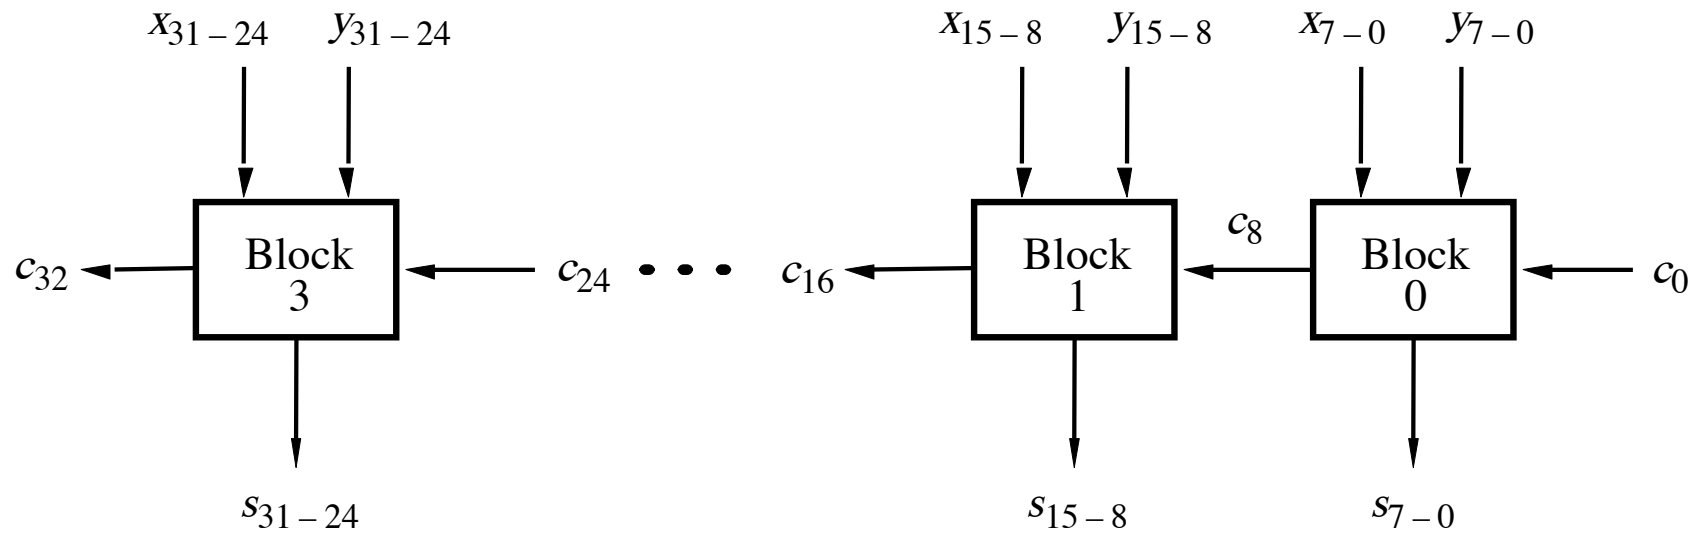 x31 – 24 y31 – 24 x15 – 8 y15 – 8 x7 – 0 y7 – 0
c8
c32 Block 3 c24 • • • c16 Block 1 Block 0 c0
s31 – 24 s15 – 8 s7 – 0